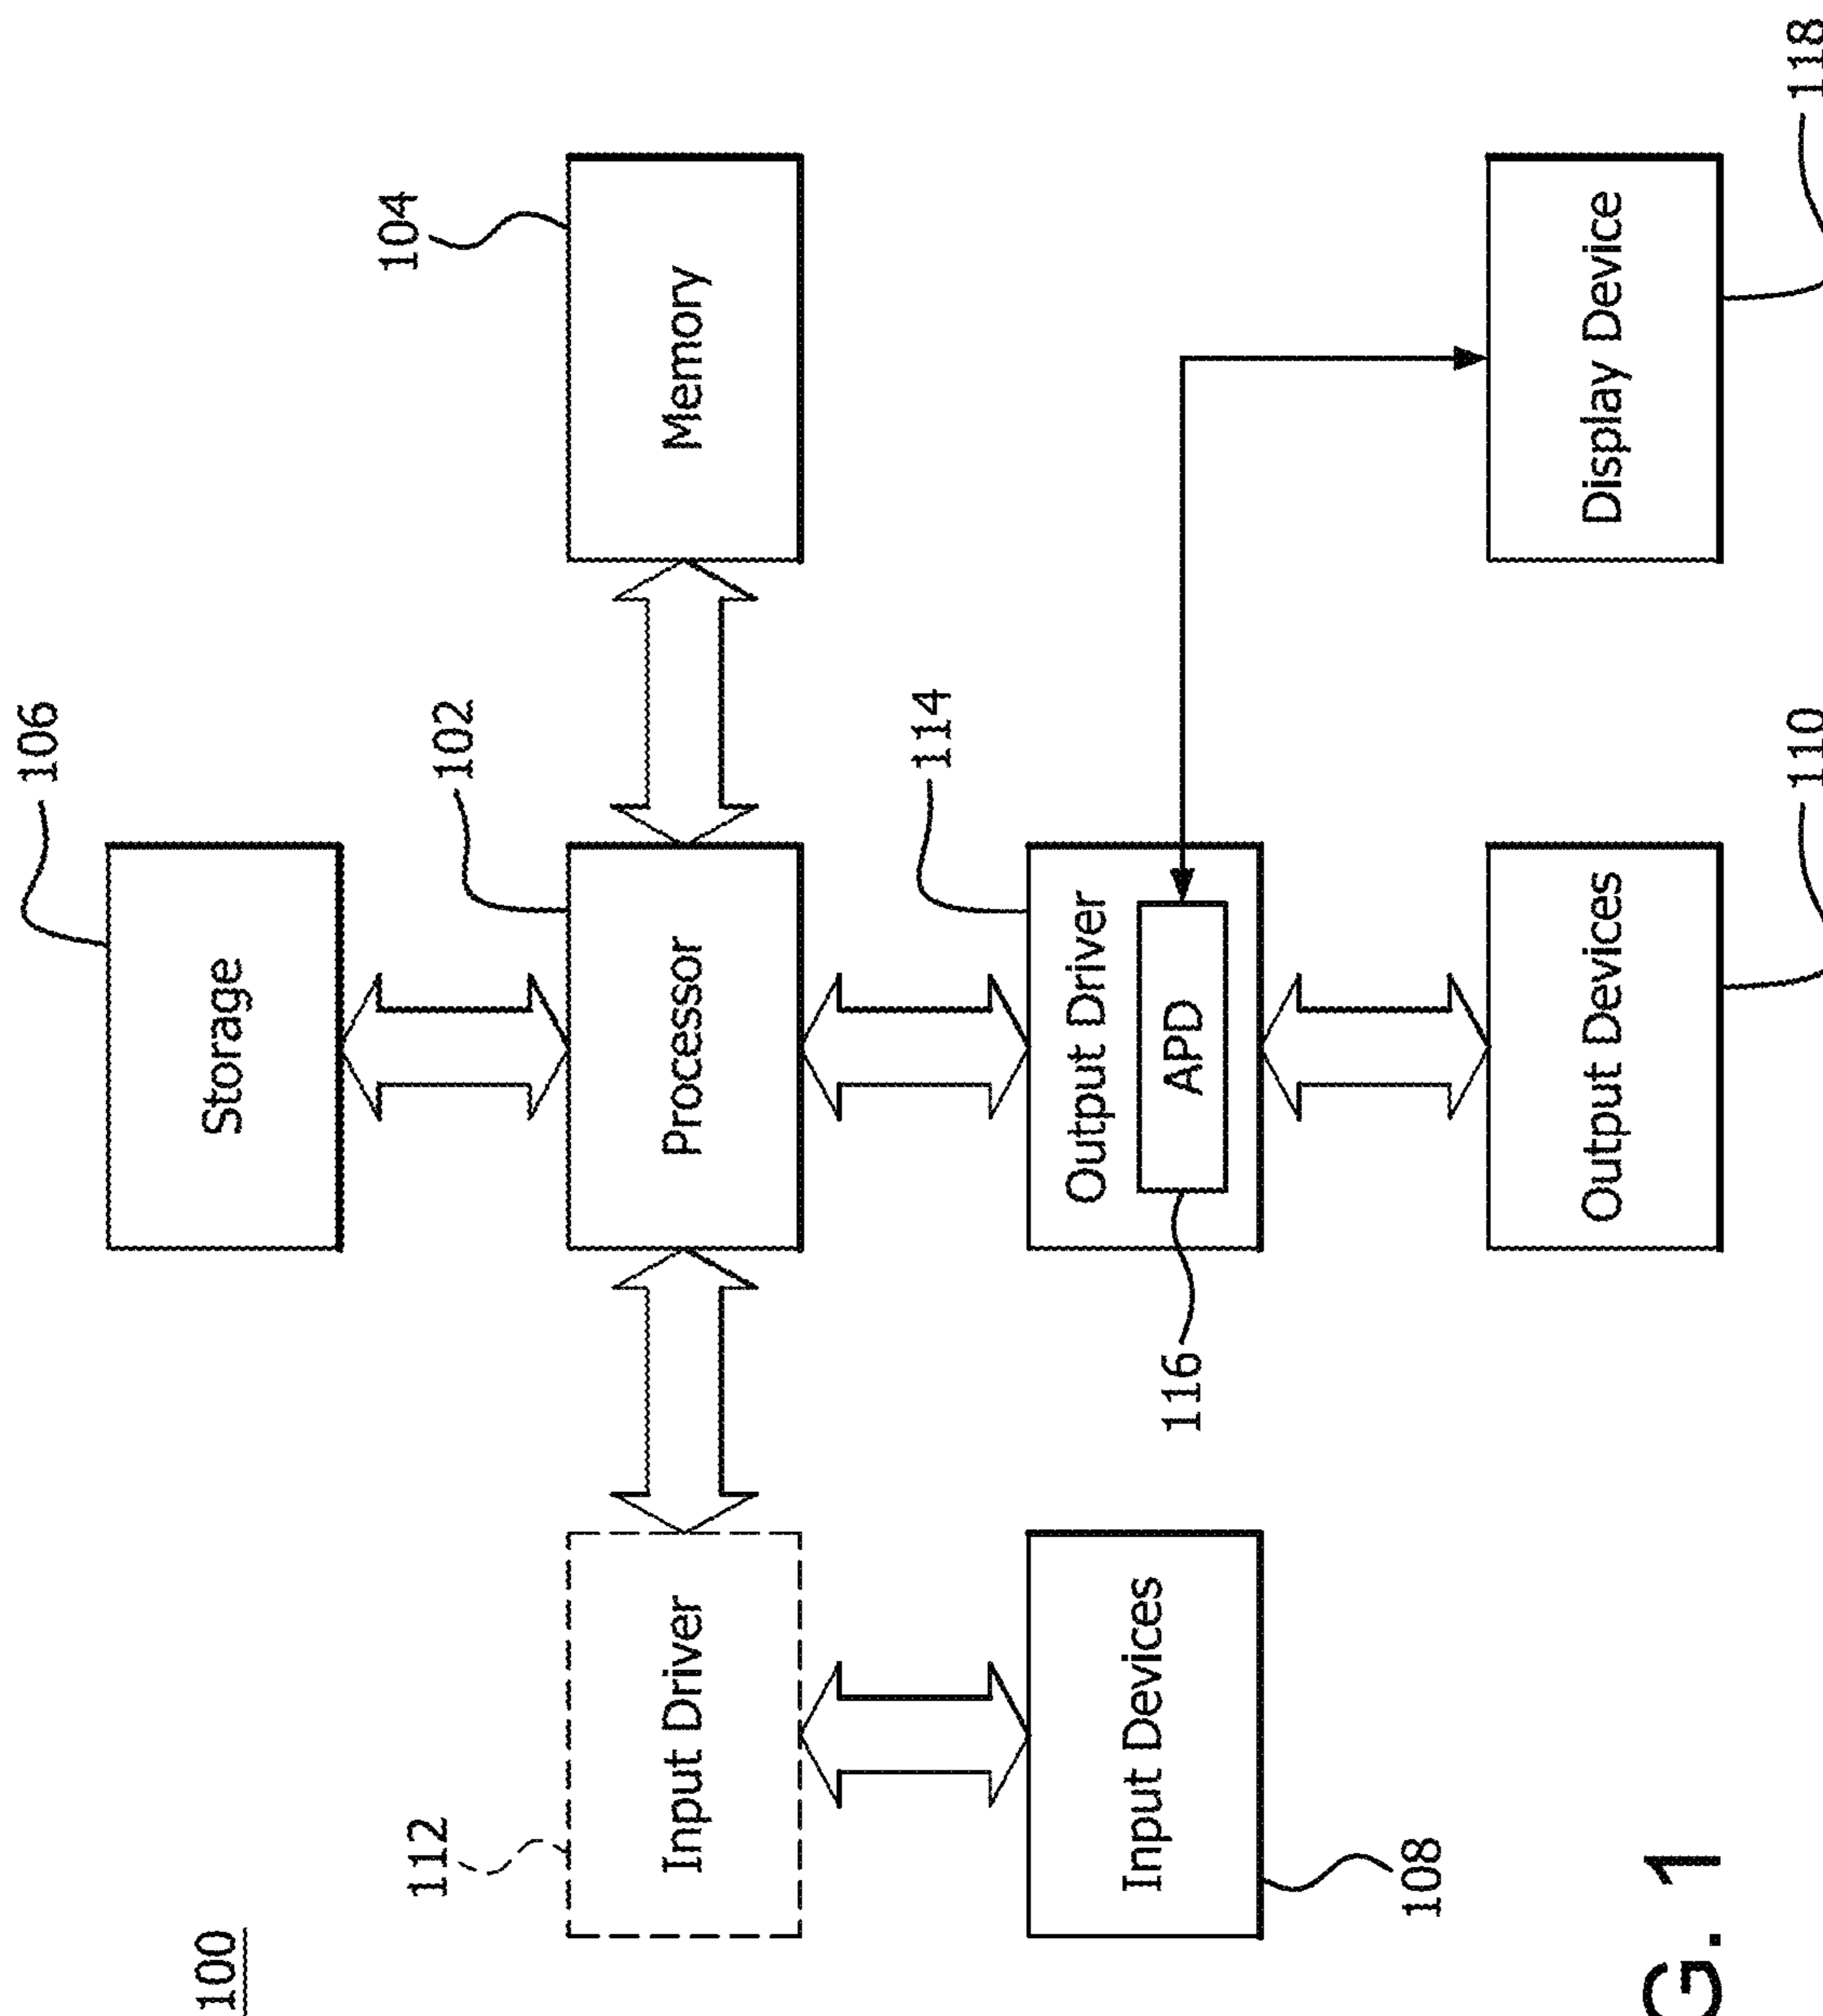 100
106
Storage
112
102
104
Input Driver
Processor
Memory
114
Output Driver
APD
116
Input Devices
108
Output Devices
Display Device
110
118
G. 1